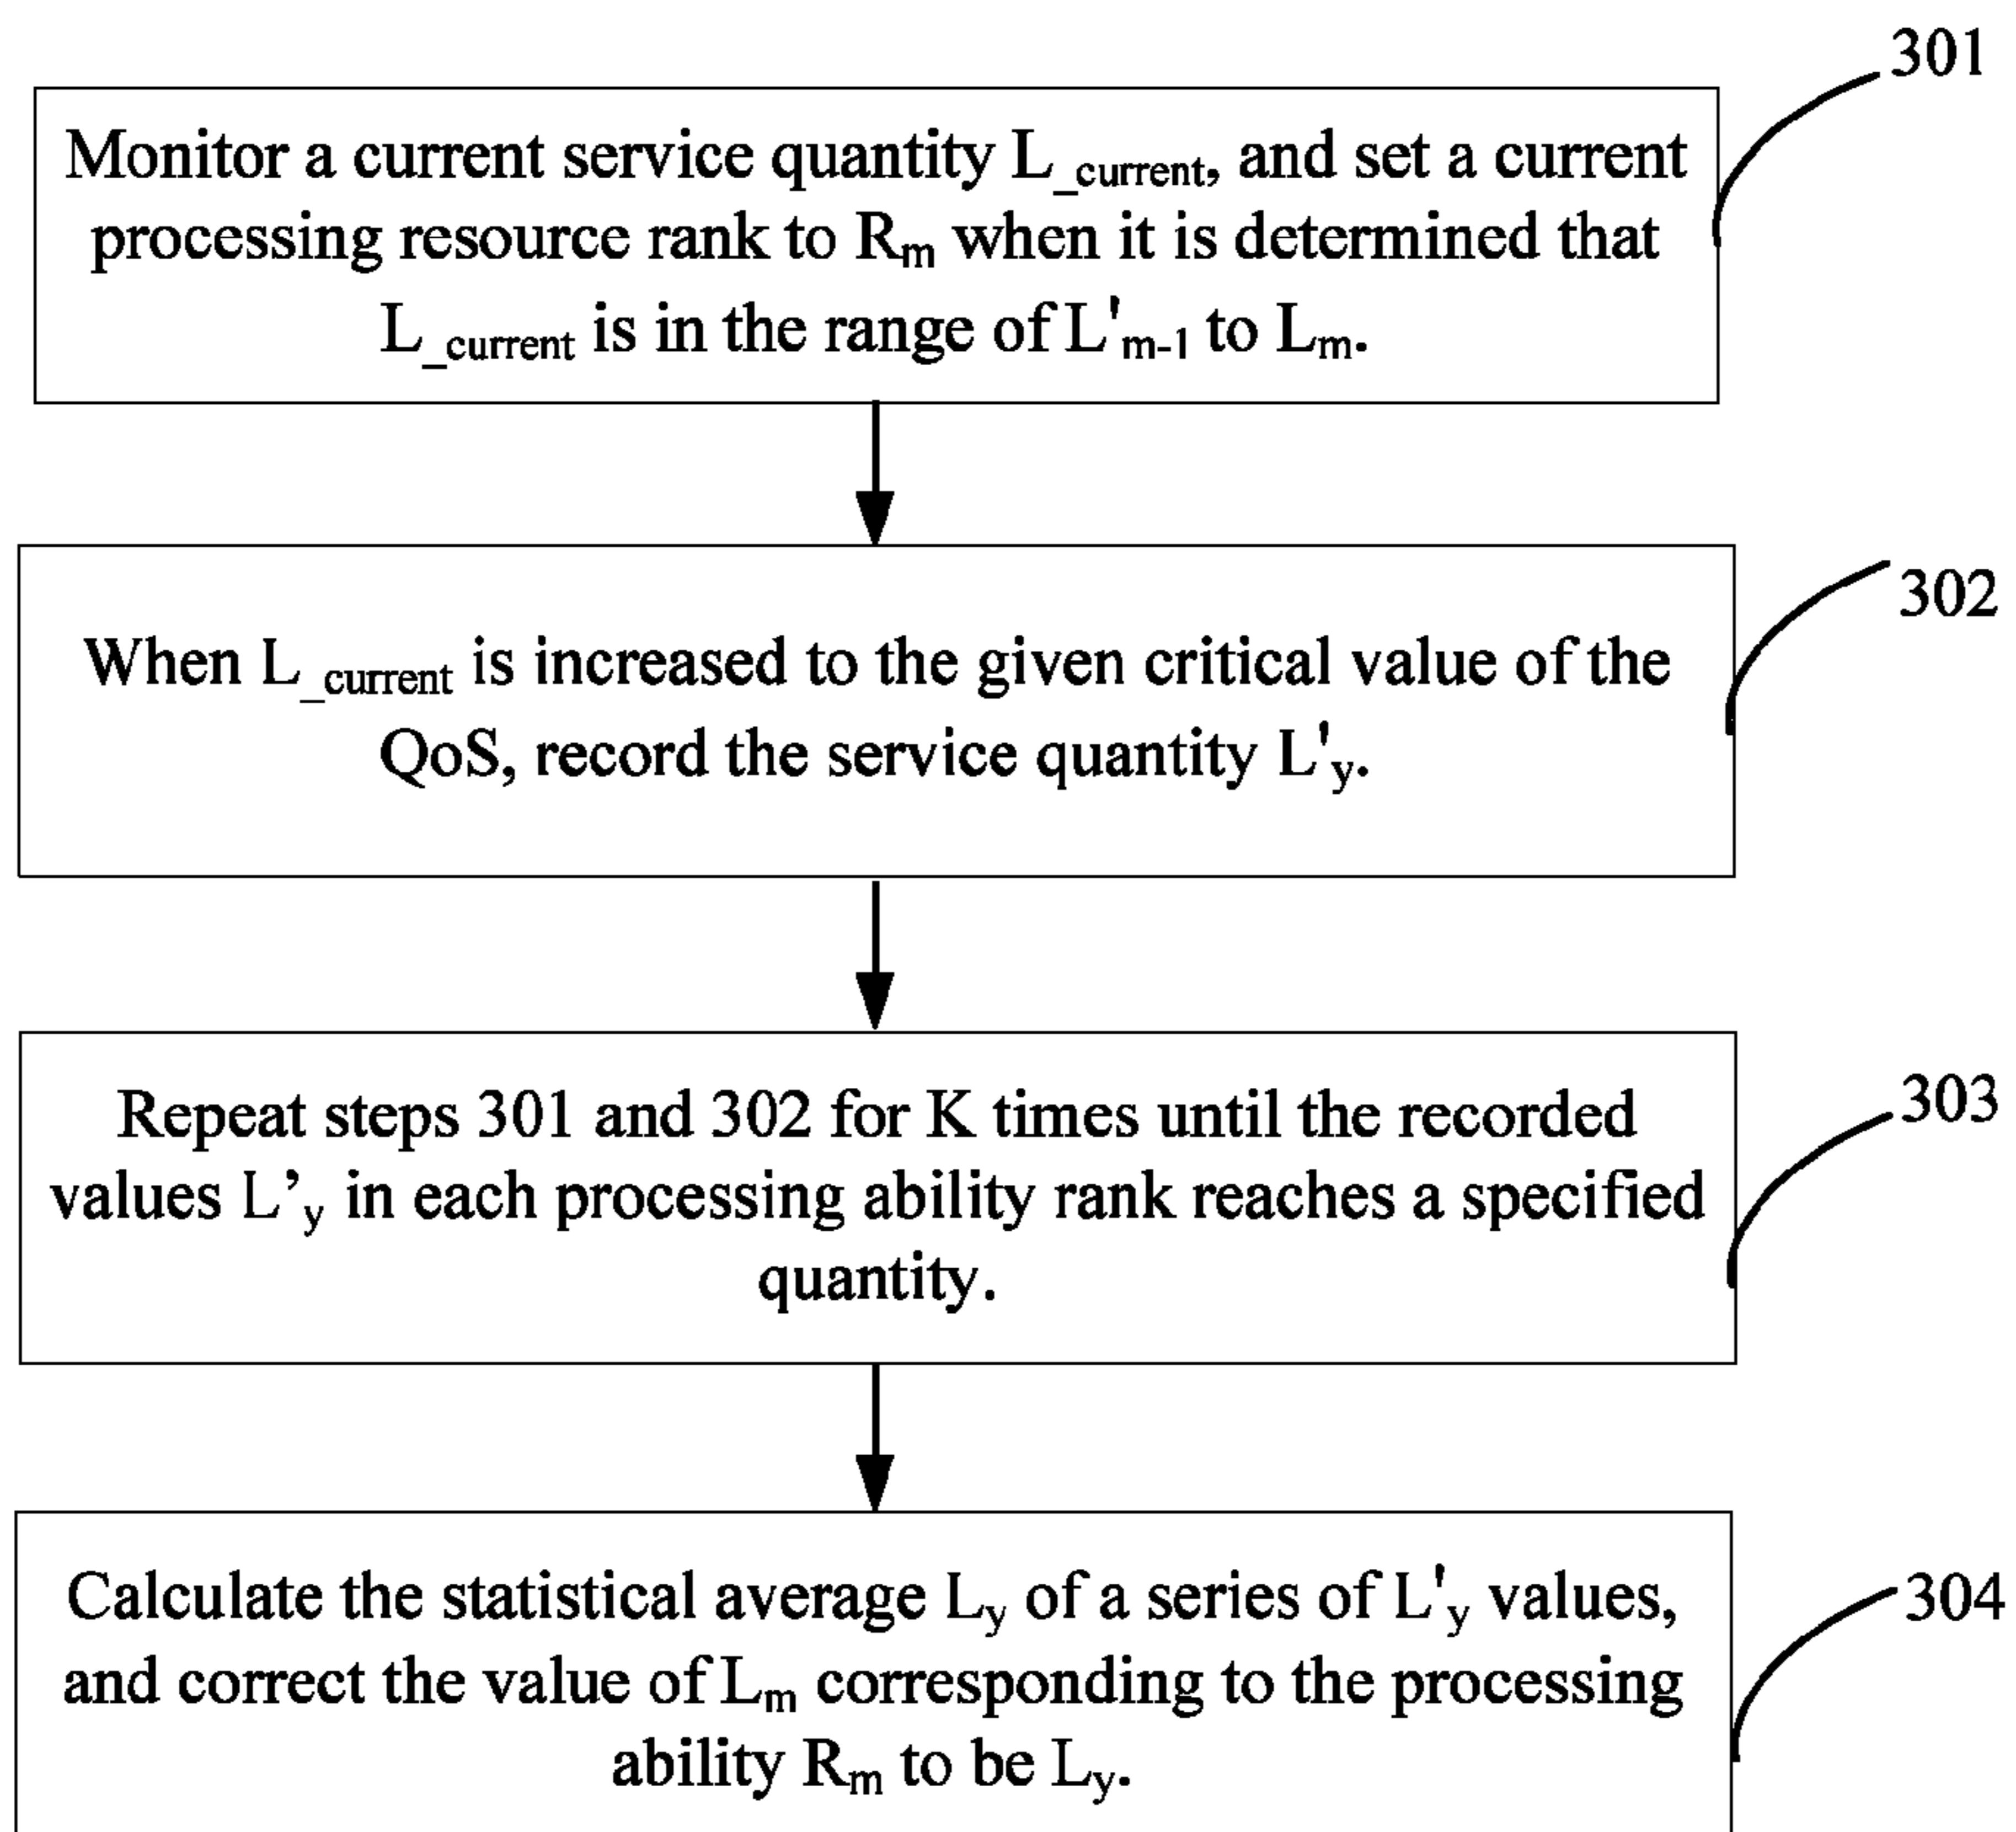 301
Monitor a current service quantity L_current, and set a current
processing resource rank to Rm when it is determined that
L_current is in the range of L'm-1 to Lm.
302
When L_current is increased to the given critical value of the
QoS, record the service quantity L'y.
303
Repeat steps 301 and 302 for K times until the recorded
values L’y in each processing ability rank reaches a specified
quantity.
304
Calculate the statistical average Ly of a series of L'y values,
and correct the value of Lm corresponding to the processing
ability Rm to be Ly.